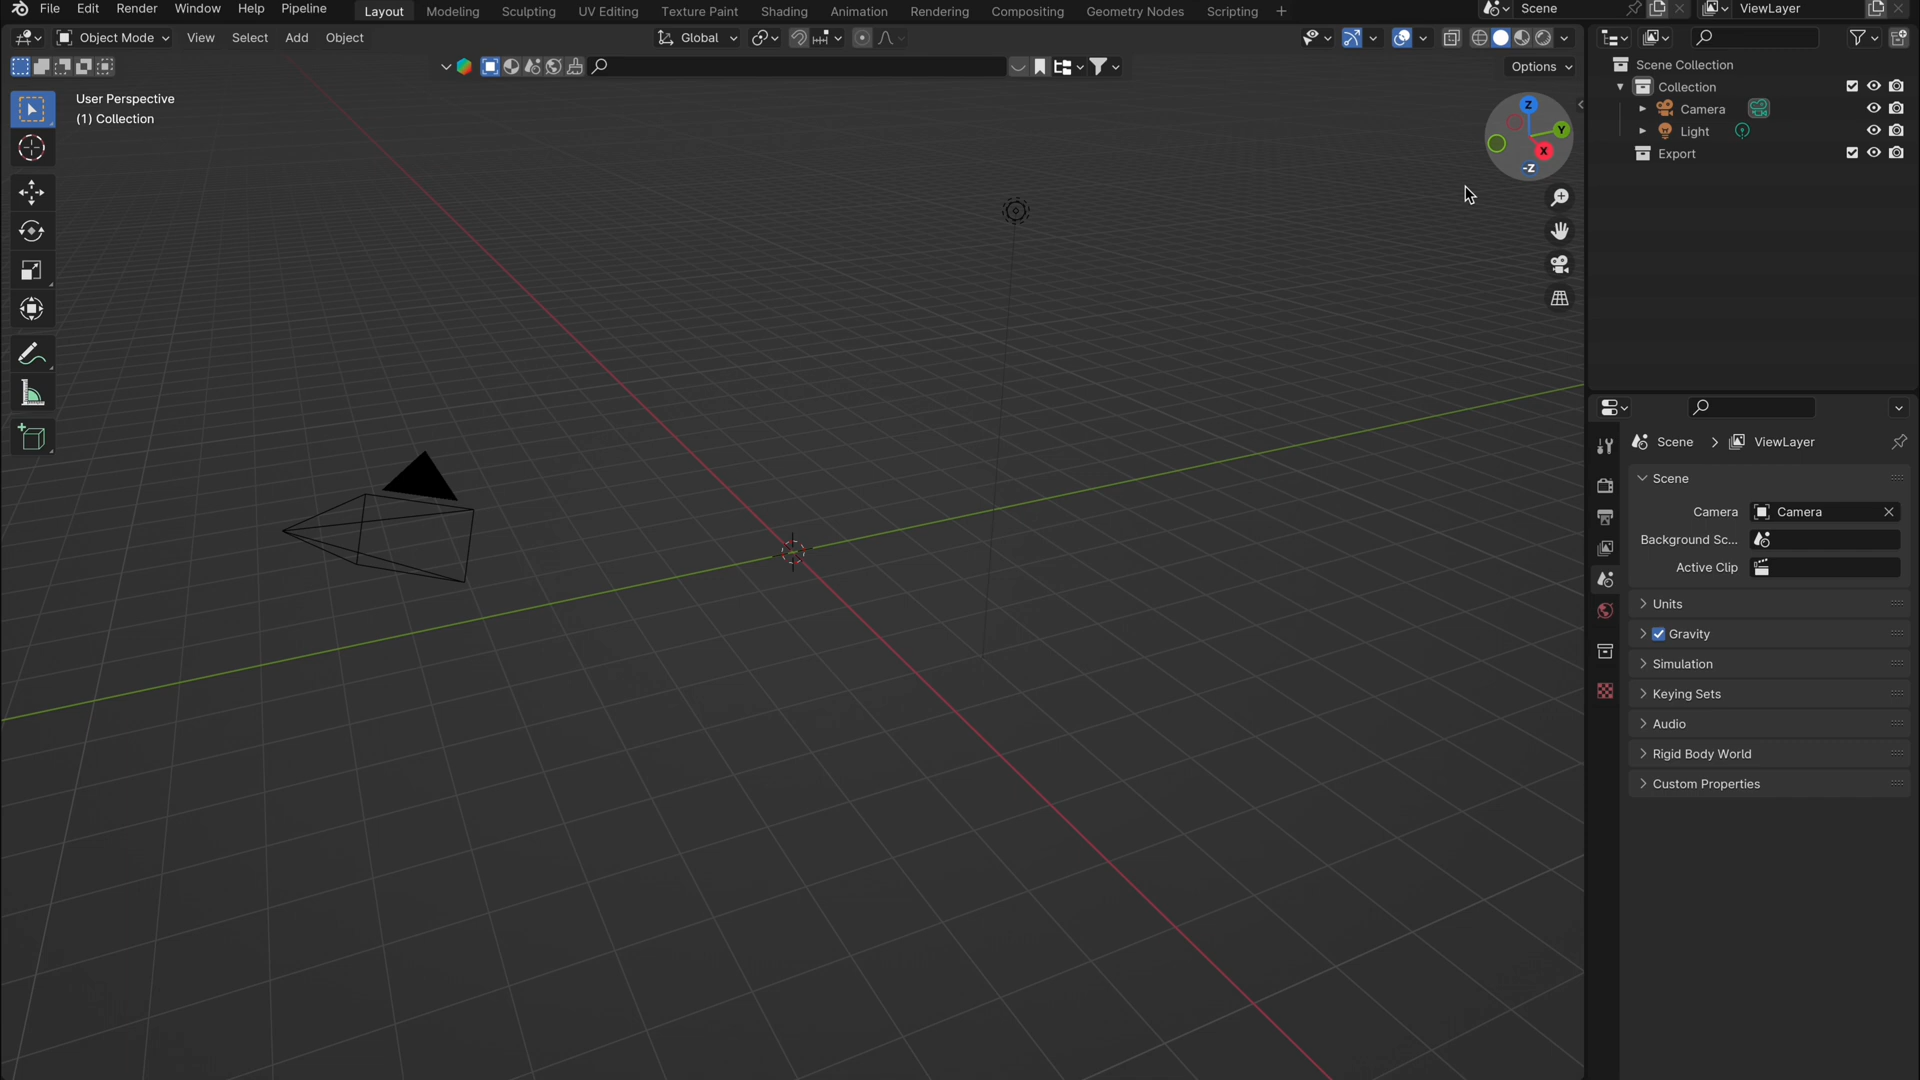 File Edit Render Window Help Pipeline Layout Modeling Sculpting UV Editing Texture Paint Shading Animation Rendering Compositing Geometry Nodes Scripting + Scene ViewLayer
Object Mode View Select Add Object Global
Options
User Perspective
(1) Collection
Z
Y
X
-Z
Scene Collection
Collection
Camera
Light
Export
Scene > ViewLayer
Scene
Camera Camera
Background Sc...
Active Clip
Units
Gravity
Simulation
Keying Sets
Audio
Rigid Body World
Custom Properties